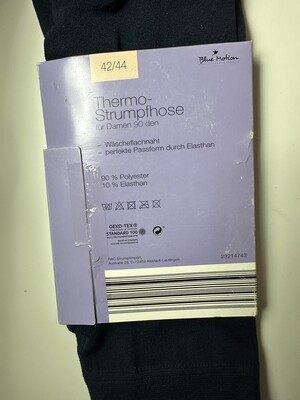 42/44
Blue Motion
Thermo-
Strumpfhose
für Damen 90 den
– Wäscheflachnaht
– perfekte Passform durch Elasthan
90 % Polyester
10 % Elasthan
OEKO-TEX®
STANDARD 100
23214743